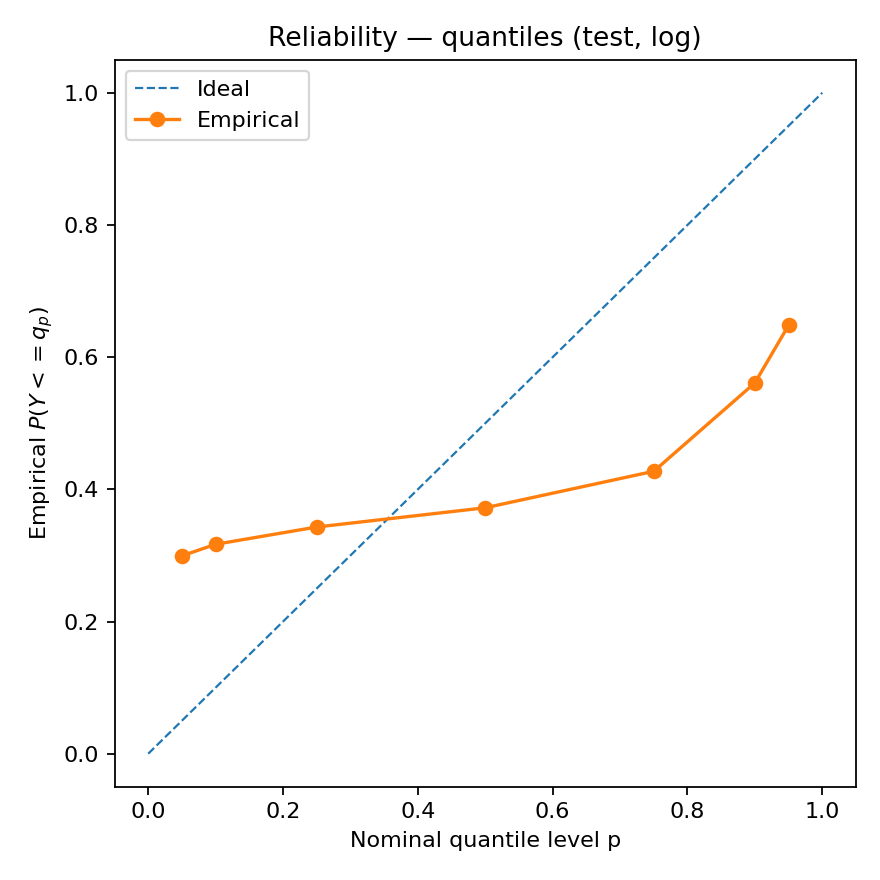 Reliability — quantiles (test, log)
Ideal
Empirical
1.0
0.8
0.6
0.4
0.2
0.0
Empirical P(Y <= q_p)
0.0 0.2 0.4 0.6 0.8 1.0
Nominal quantile level p